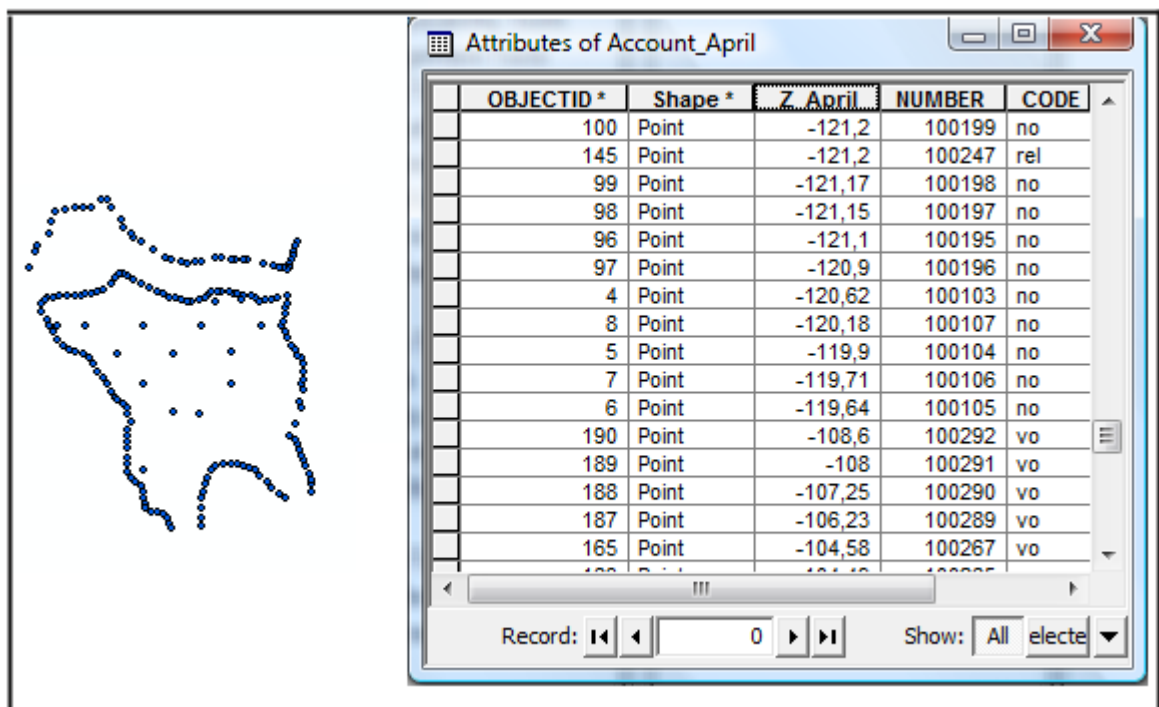 Attributes of Account_April
OBJECTID * Shape * Z_April NUMBER CODE
100 Point -121,2 100199 no
145 Point -121,2 100247 rel
99 Point -121,17 100198 no
98 Point -121,15 100197 no
96 Point -121,1 100195 no
97 Point -120,9 100196 no
4 Point -120,62 100103 no
8 Point -120,18 100107 no
5 Point -119,9 100104 no
7 Point -119,71 100106 no
6 Point -119,64 100105 no
190 Point -108,6 100292 vo
189 Point -108 100291 vo
188 Point -107,25 100290 vo
187 Point -106,23 100289 vo
165 Point -104,58 100267 vo
Record: 0 Show: All electe